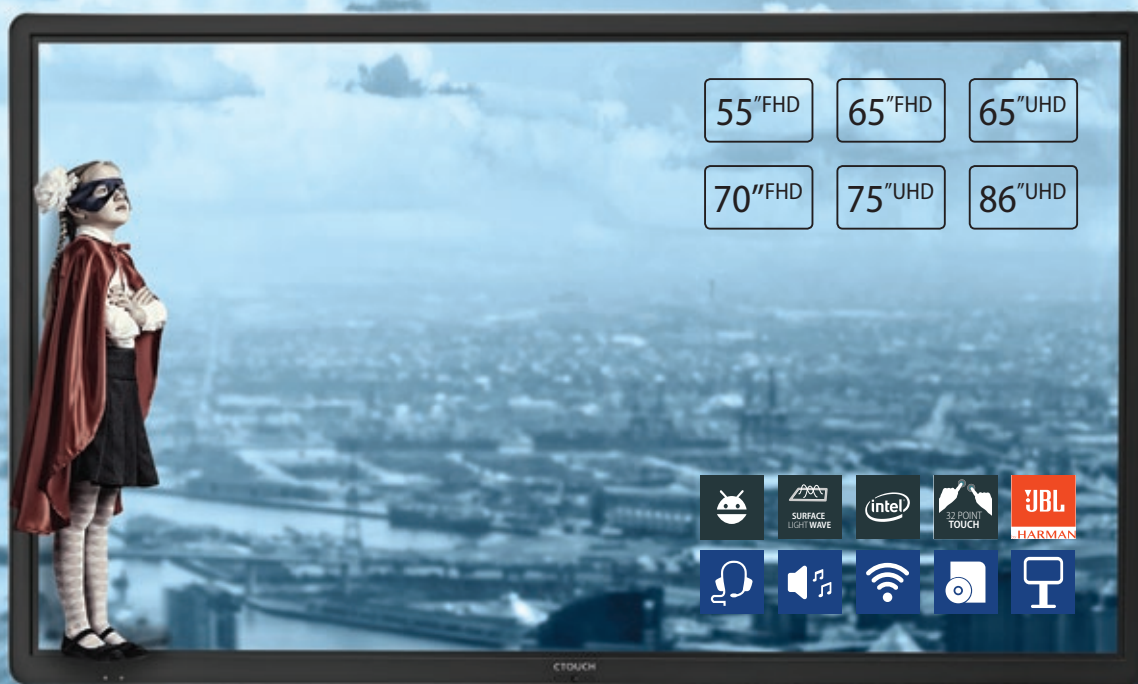 55"FHD 65"FHD 65"UHD
70"FHD 75"UHD 86"UHD
SURFACE
LIGHT WAVE
intel
32 POINT
TOUCH
JBL
by HARMAN
CTOUCH